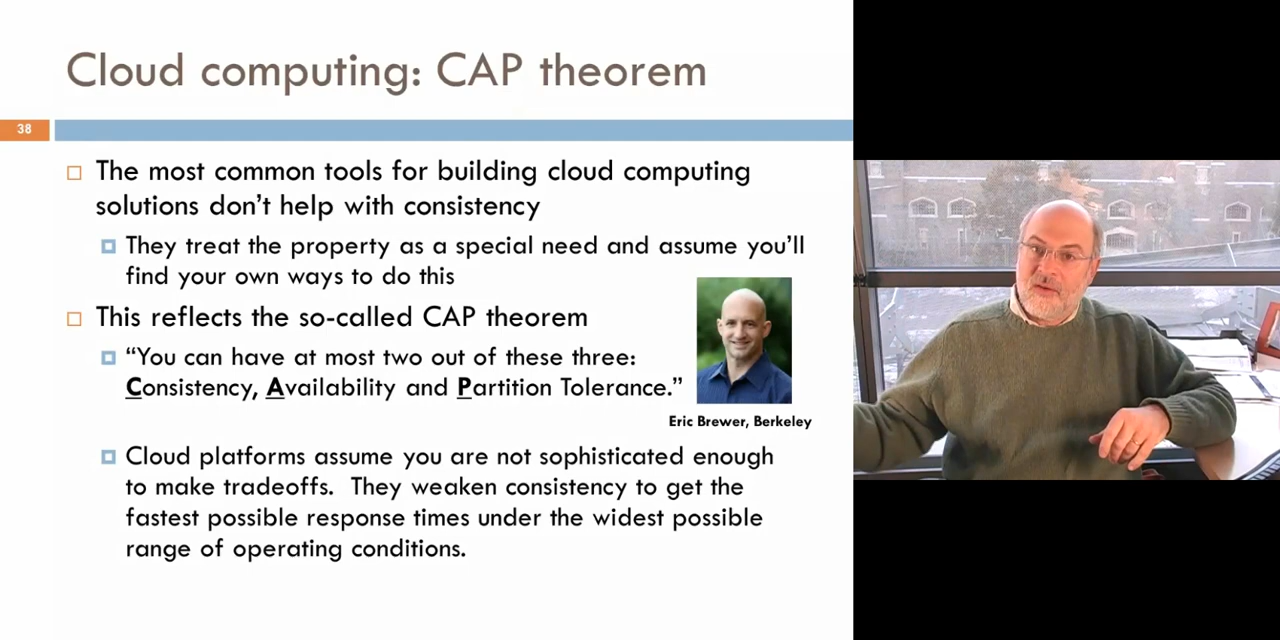 Cloud computing: CAP theorem
38
The most common tools for building cloud computing
solutions don’t help with consistency
They treat the property as a special need and assume you’ll
find your own ways to do this
This reflects the so-called CAP theorem
“You can have at most two out of these three:
Consistency, Availability and Partition Tolerance.”
Eric Brewer, Berkeley
Cloud platforms assume you are not sophisticated enough
to make tradeoffs.  They weaken consistency to get the
fastest possible response times under the widest possible
range of operating conditions.